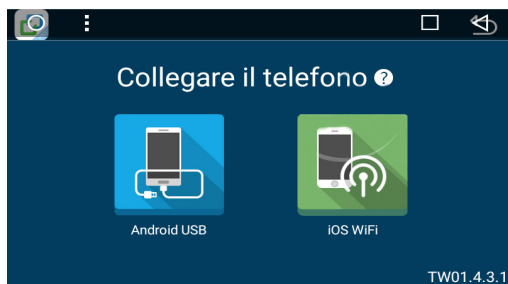 Collegare il telefono ?
Android USB
iOS WiFi
TW01.4.3.1